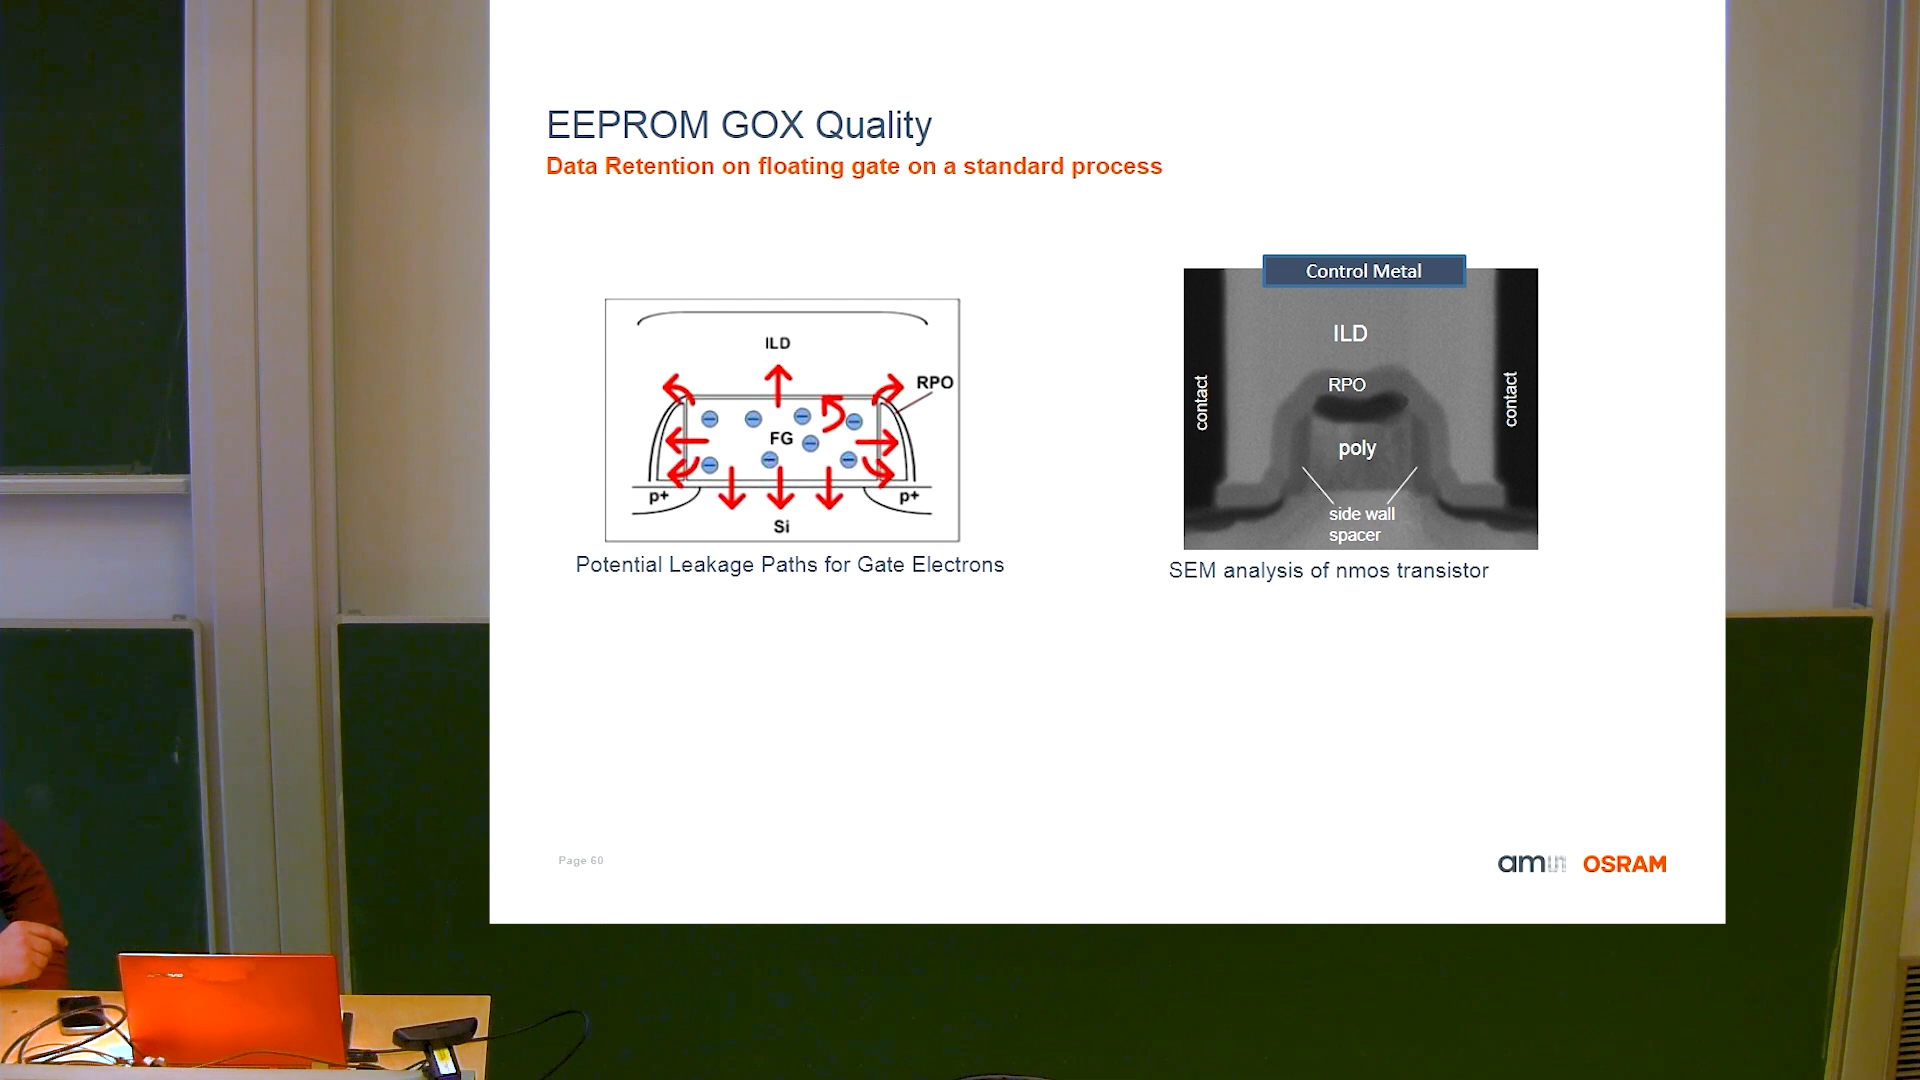 EEPROM GOX Quality
Data Retention on floating gate on a standard process
ILD
RPO
FG
p+
p+
Si
Potential Leakage Paths for Gate Electrons
Control Metal
ILD
RPO
contact
contact
poly
side wall
spacer
SEM analysis of nmos transistor
Page 60
am
OSRAM